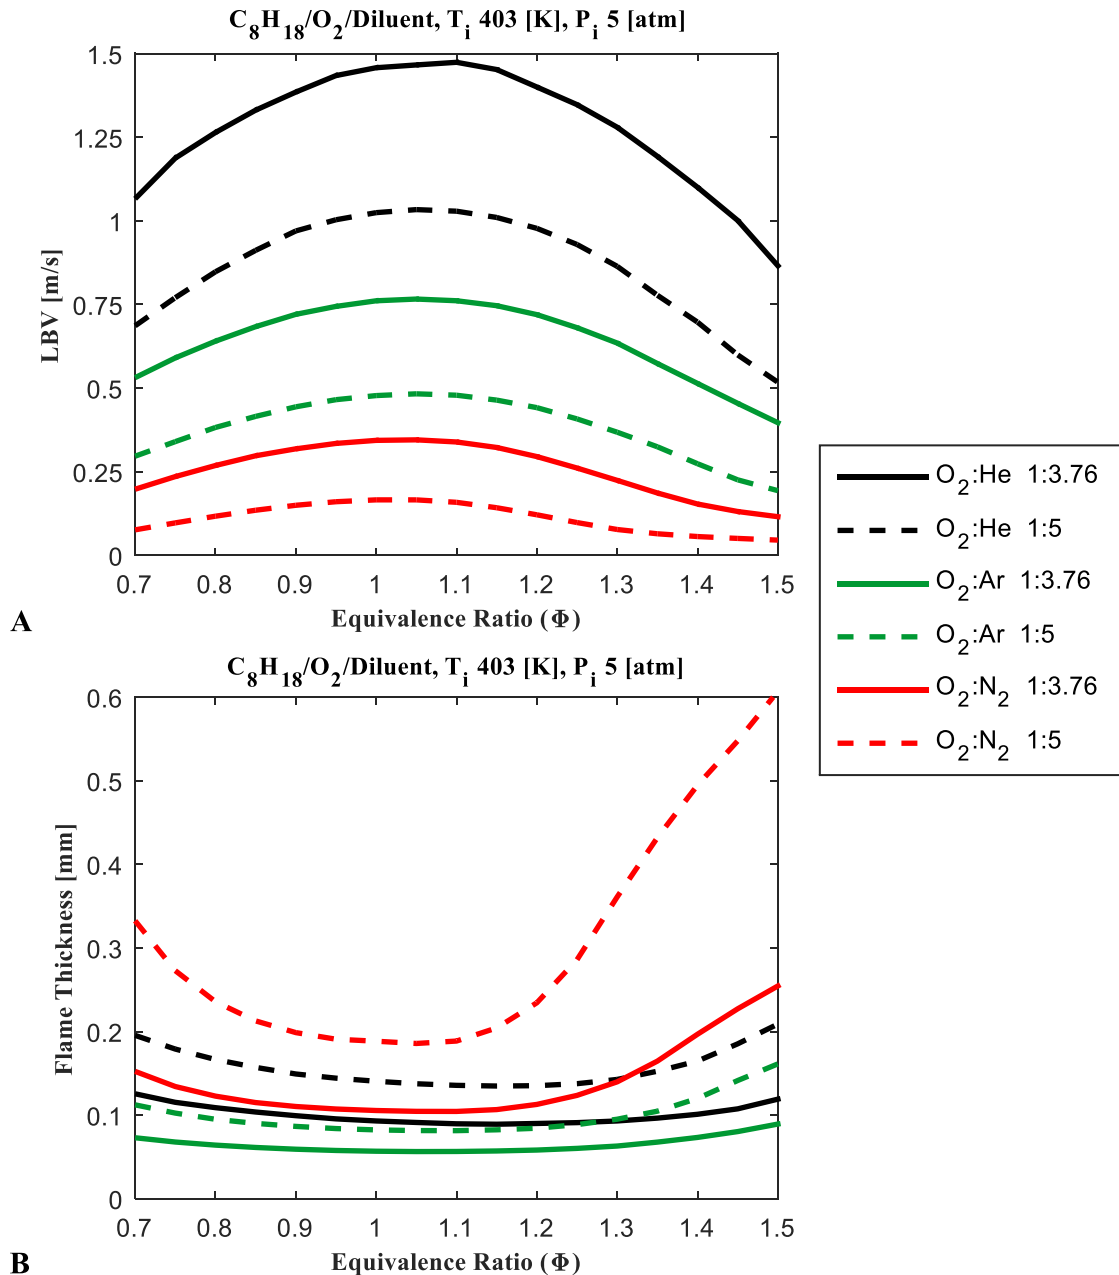 C8H18/O2/Diluent, Ti 403 [K], Pi 5 [atm]
1.5
1.25
1
0.75
0.5
0.25
0
LBV [m/s]
0.7 0.8 0.9 1 1.1 1.2 1.3 1.4 1.5
Equivalence Ratio (Φ)
A
O2:He 1:3.76
O2:He 1:5
O2:Ar 1:3.76
O2:Ar 1:5
O2:N2 1:3.76
O2:N2 1:5
C8H18/O2/Diluent, Ti 403 [K], Pi 5 [atm]
0.6
0.5
0.4
0.3
0.2
0.1
0
Flame Thickness [mm]
0.7 0.8 0.9 1 1.1 1.2 1.3 1.4 1.5
Equivalence Ratio (Φ)
B